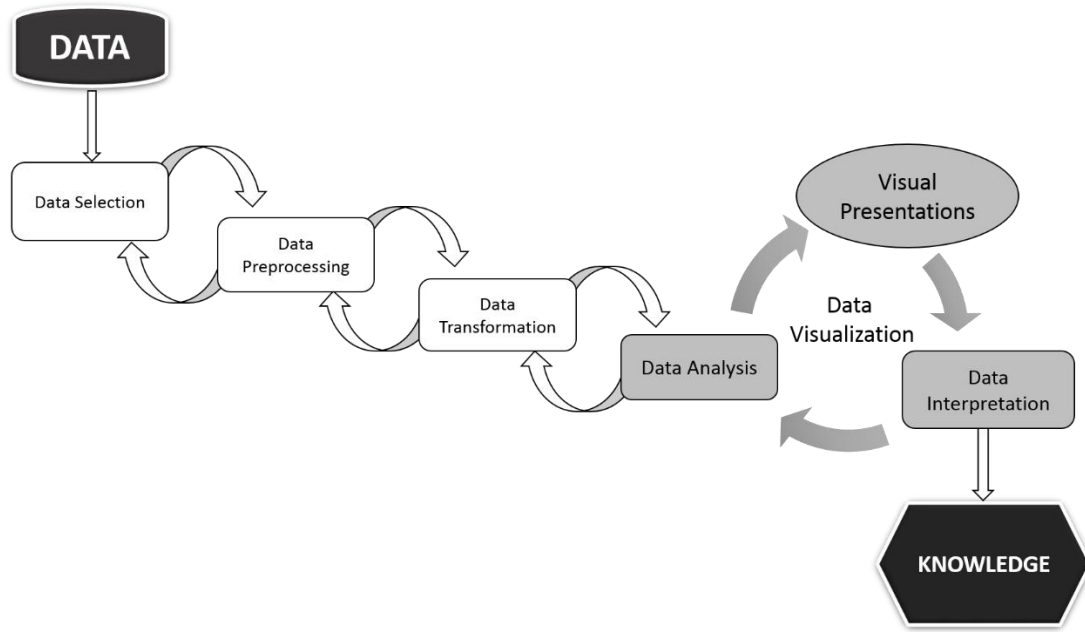 DATA
Data Selection
Data
Preprocessing
Data
Transformation
Data Analysis
Visual
Presentations
Data
Visualization
Data
Interpretation
KNOWLEDGE